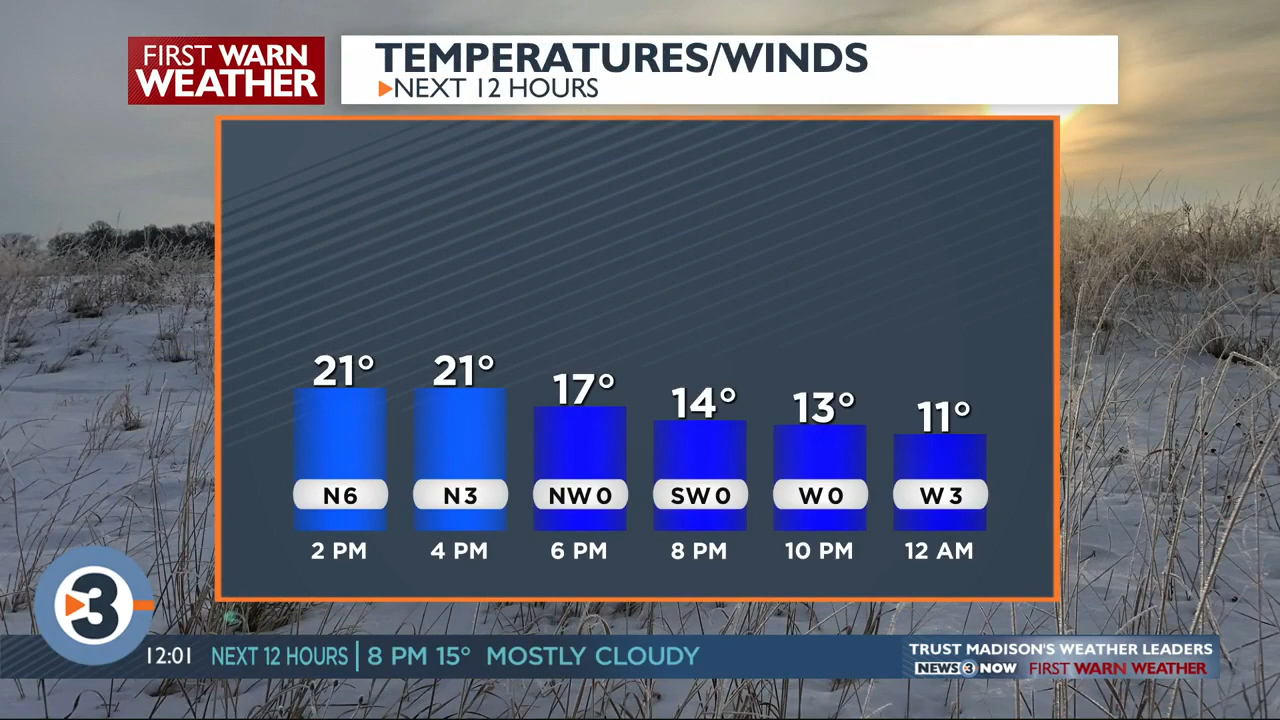 FIRST WARN
WEATHER
TEMPERATURES/WINDS
NEXT 12 HOURS
21° 21° 17° 14° 13° 11°
N 6 N 3 NW 0 SW 0 W 0 W 3
2 PM 4 PM 6 PM 8 PM 10 PM 12 AM
3
12:01 NEXT 12 HOURS 8 PM 15° MOSTLY CLOUDY
TRUST MADISON'S WEATHER LEADERS
NEWS 3 NOW FIRST WARN WEATHER